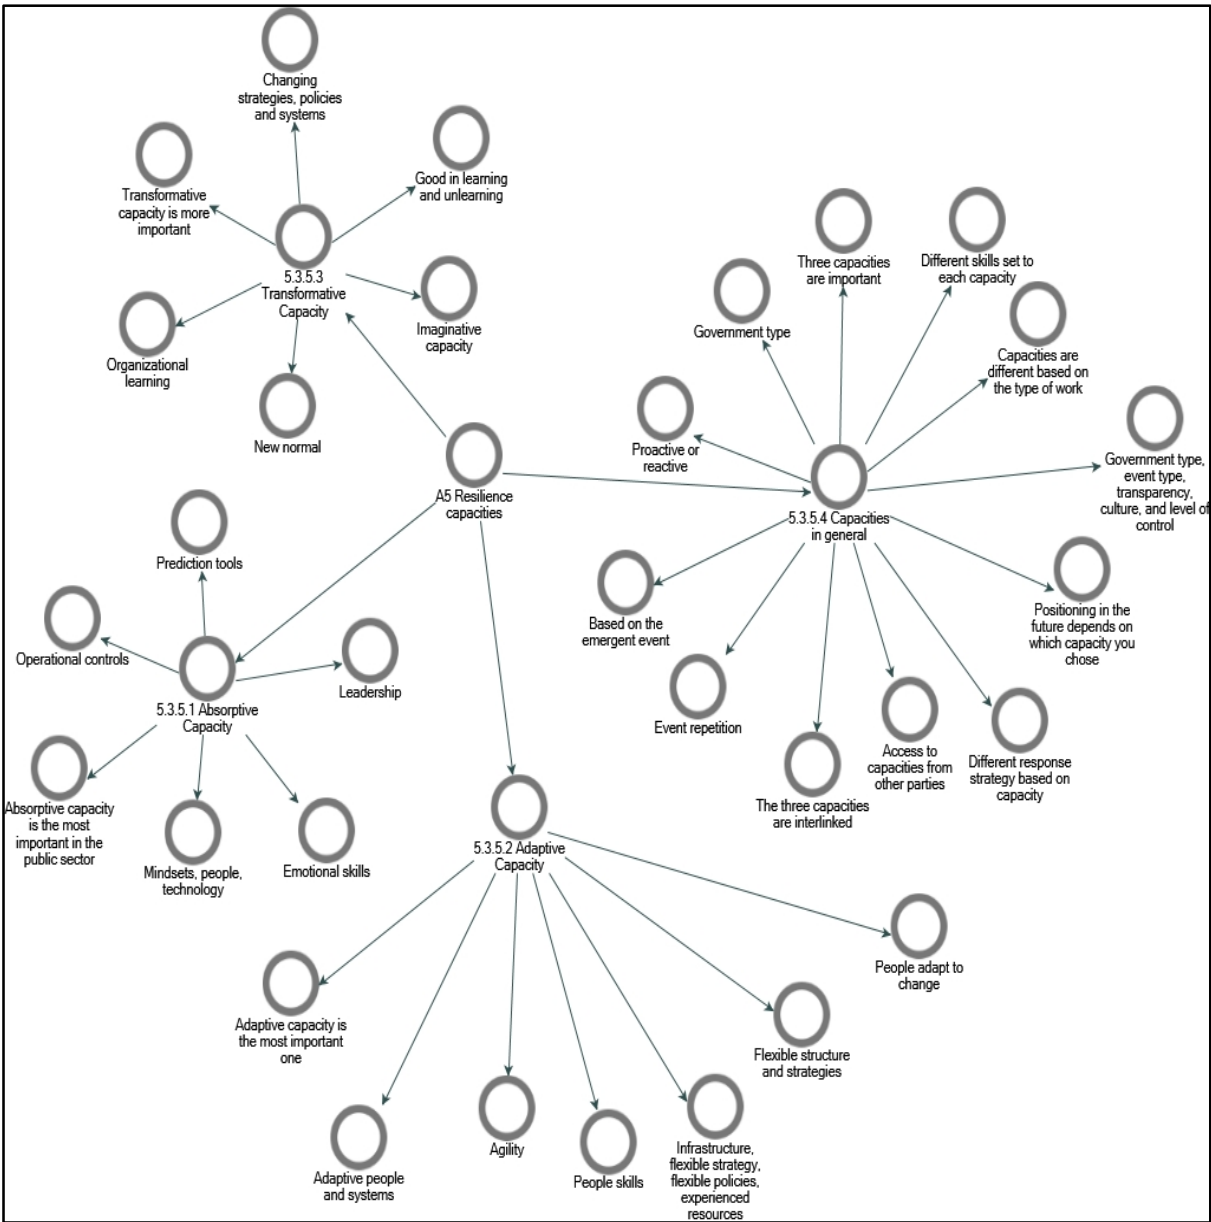 Changing
strategies, policies
and systems
Good in learning
and unlearning
Transformative
capacity is more
important
5.3.5.3
Transformative
Capacity
Imaginative
capacity
Organizational
learning
New normal
A5 Resilience
capacities
Three capacities
are important
Different skills set to
each capacity
Government type
Capacities are
different based on
the type of work
Proactive or
reactive
Government type,
event type,
transparency,
culture, and level of
control
5.3.5.4 Capacities
in general
Based on the
emergent event
Positioning in the
future depends on
which capacity you
chose
Event repetition
Access to
capacities from
other parties
Different response
strategy based on
capacity
The three capacities
are interlinked
Prediction tools
Operational controls
Leadership
5.3.5.1 Absorptive
Capacity
Absorptive capacity
is the most
important in the
public sector
Mindsets, people,
technology
Emotional skills
5.3.5.2 Adaptive
Capacity
People adapt to
change
Adaptive capacity is
the most important
one
Flexible structure
and strategies
Adaptive people
and systems
Agility
People skills
Infrastructure,
flexible strategy,
flexible policies,
experienced
resources